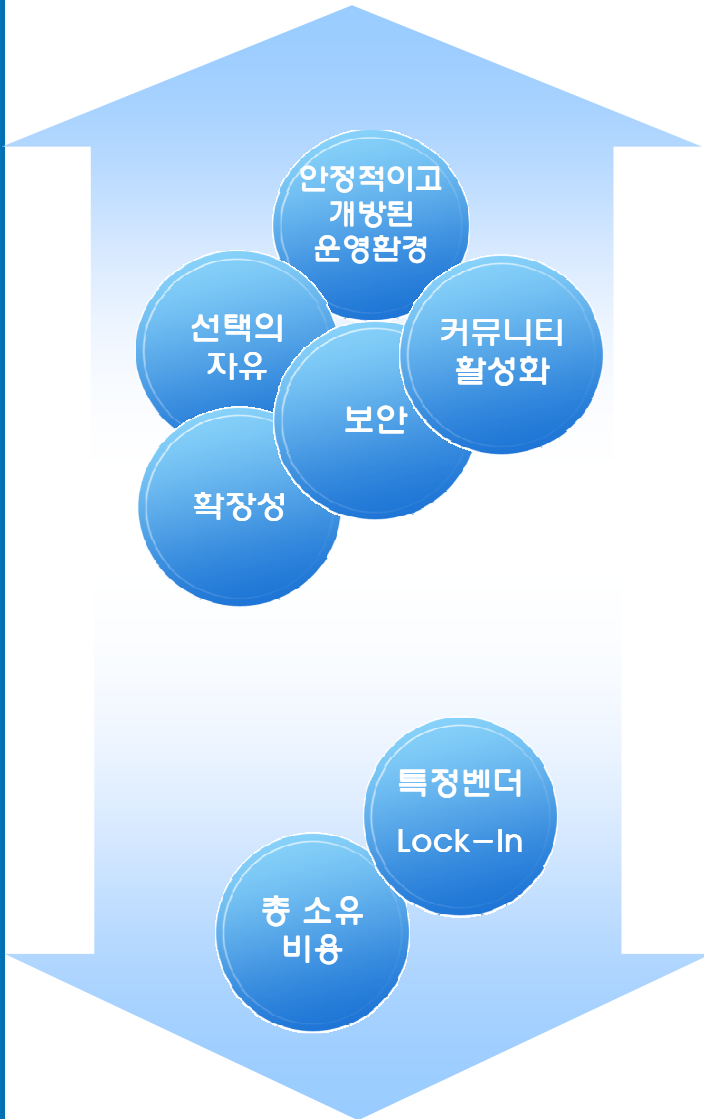 안정적이고
개방된
운영환경
선택의
자유
커뮤니티
활성화
보안
확장성
특정벤더
Lock-In
총 소유
비용